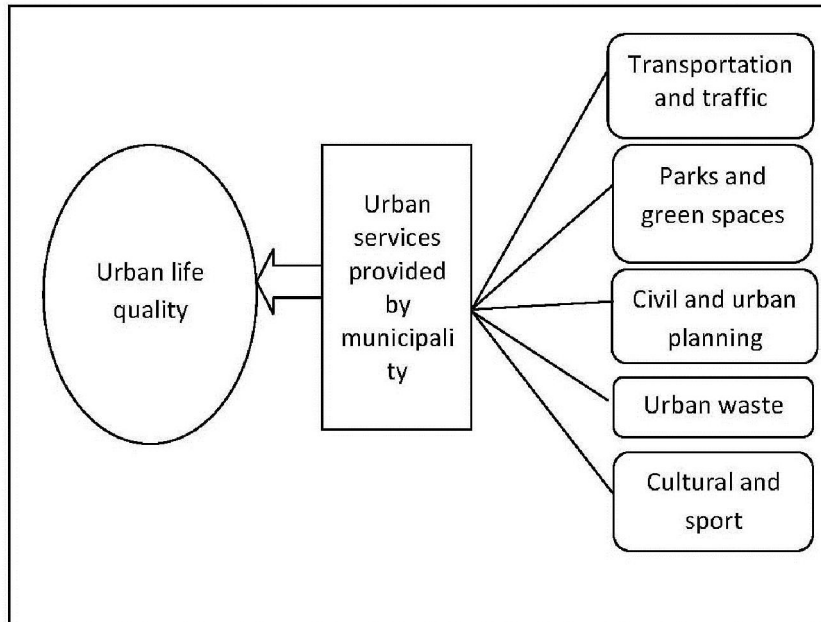 Urban life
quality
Urban
services
provided
by
municipali
ty
Transportation
and traffic
Parks and
green spaces
Civil and urban
planning
Urban waste
Cultural and
sport